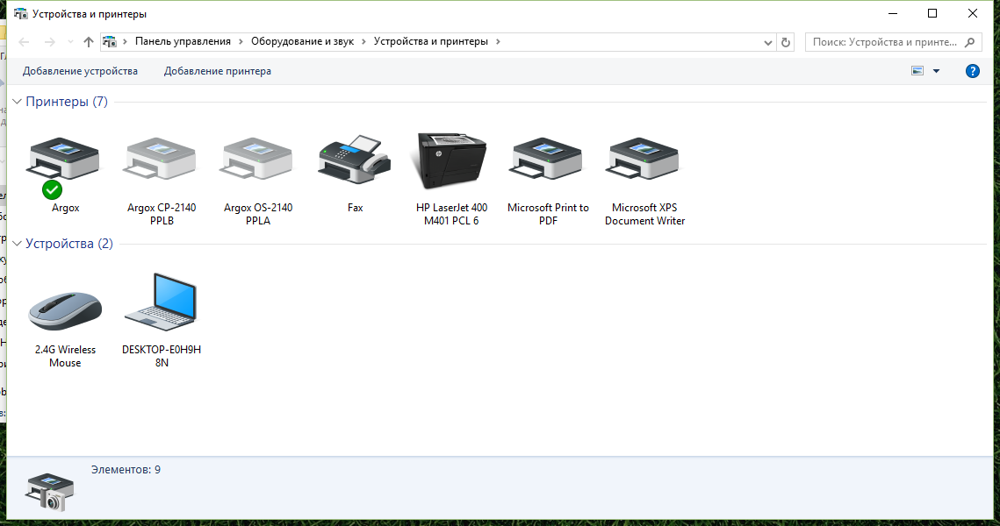 Устройства и принтеры
Панель управления > Оборудование и звук > Устройства и принтеры >
Поиск: Устройства и принте...
Добавление устройства Добавление принтера
?
Принтеры (7)
Argox
Argox CP-2140
PPLB
Argox OS-2140
PPLA
Fax
HP LaserJet 400
M401 PCL 6
Microsoft Print to
PDF
Microsoft XPS
Document Writer
Устройства (2)
2.4G Wireless
Mouse
DESKTOP-E0H9H
8N
Элементов: 9